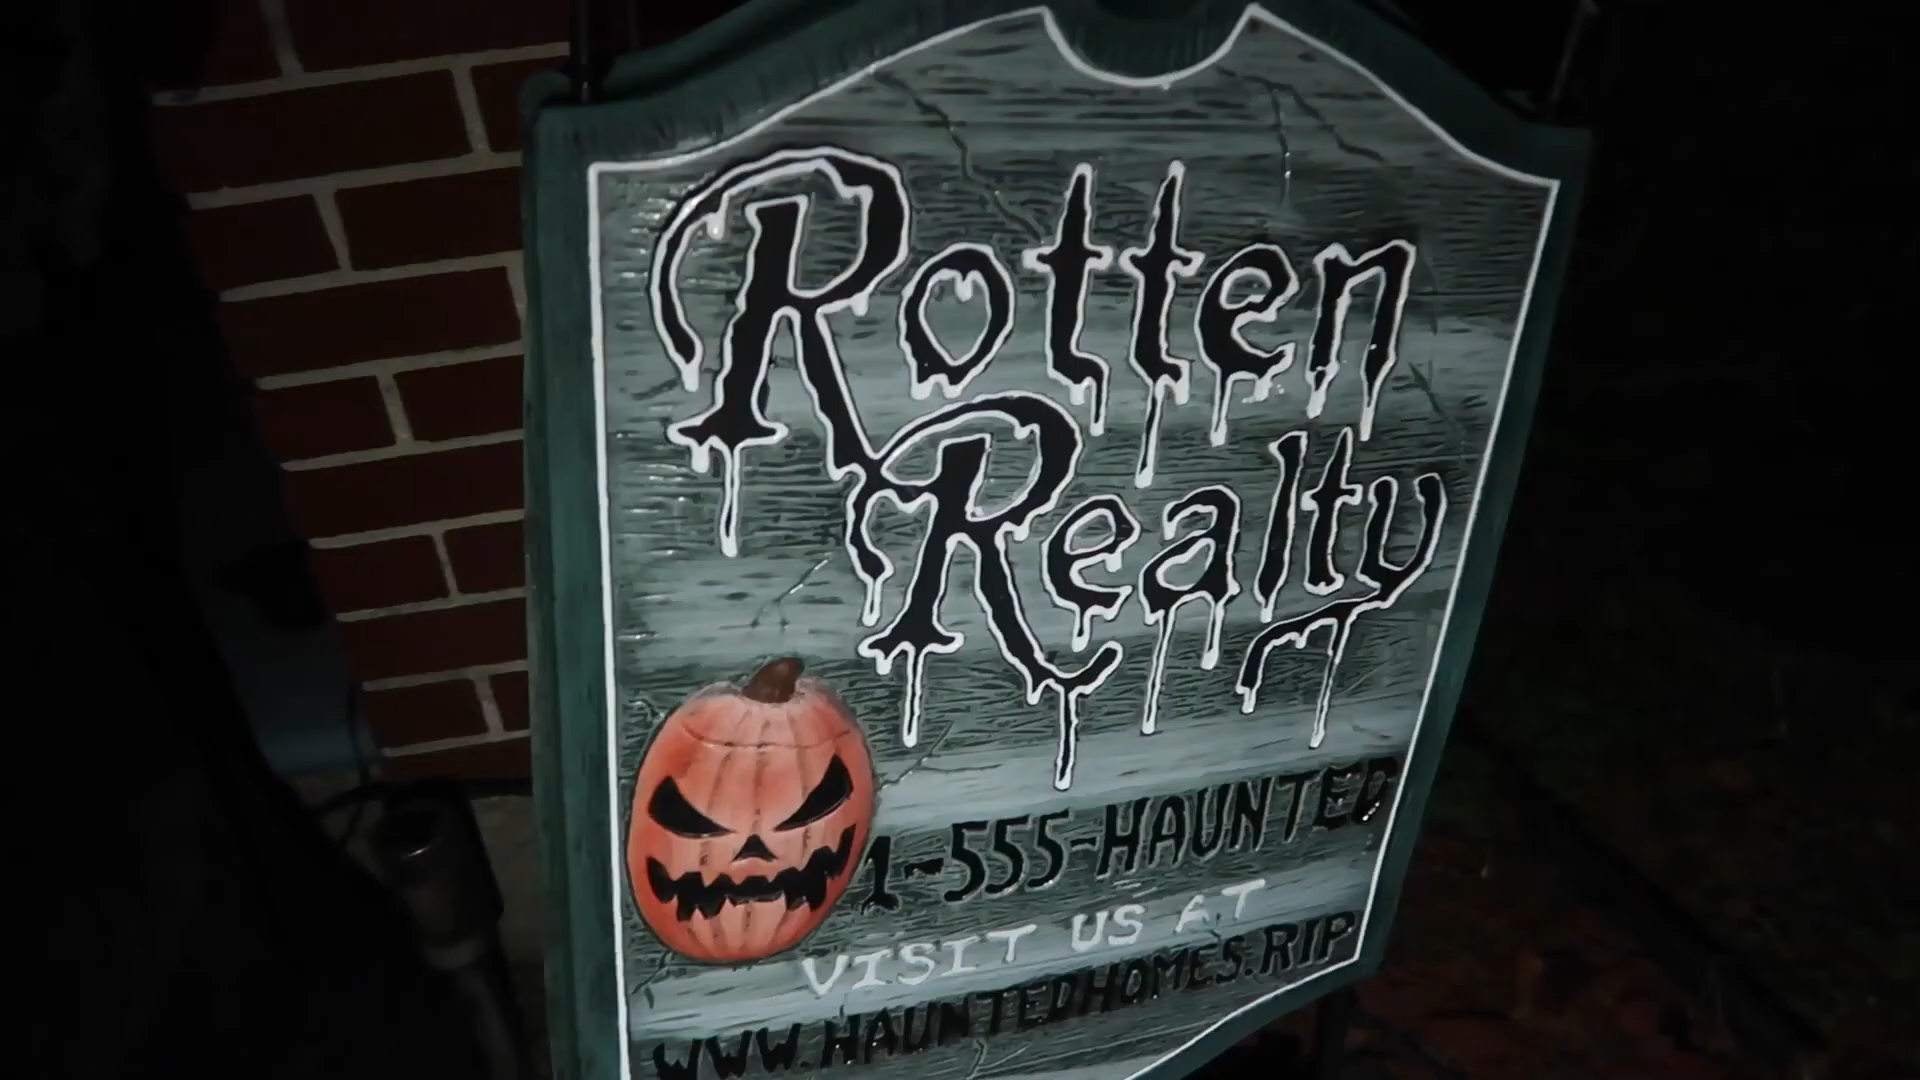 Rotten
Realty
1-555-HAUNTED
VISIT US AT
WWW.HAUNTEDHOMES.RIP